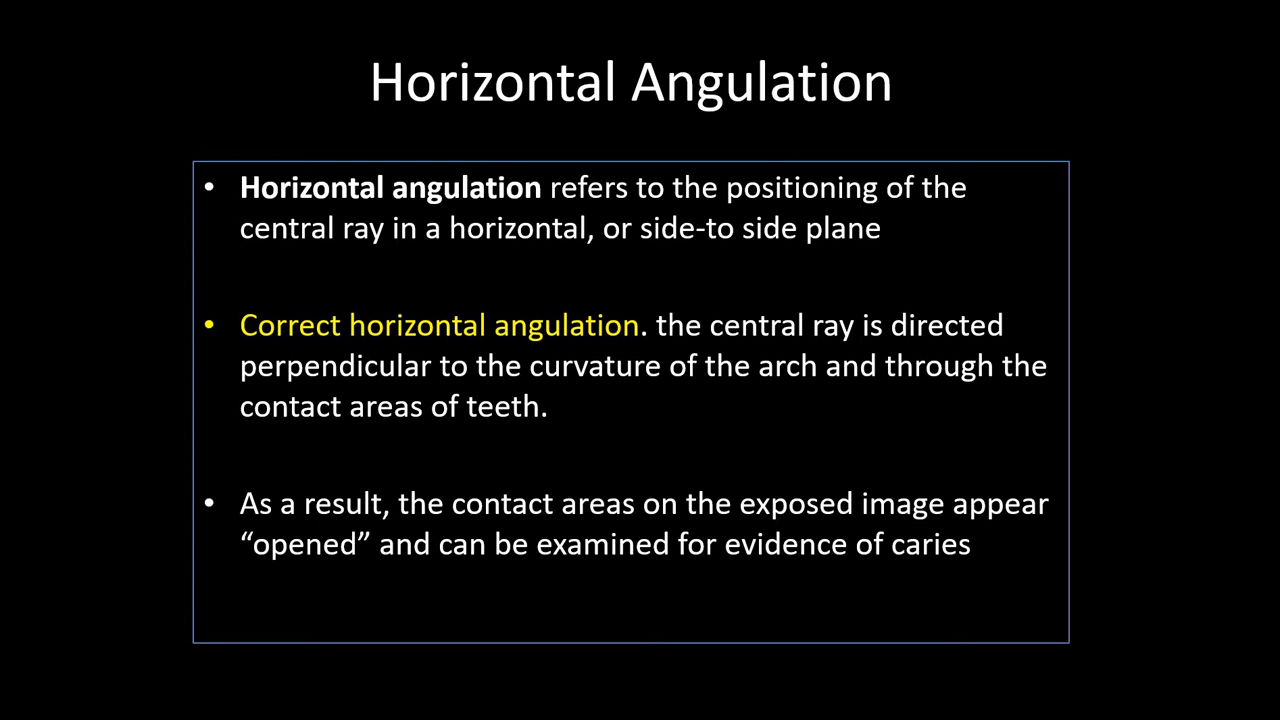 Horizontal Angulation
• Horizontal angulation refers to the positioning of the
central ray in a horizontal, or side-to side plane
• Correct horizontal angulation. the central ray is directed
perpendicular to the curvature of the arch and through the
contact areas of teeth.
• As a result, the contact areas on the exposed image appear
“opened” and can be examined for evidence of caries